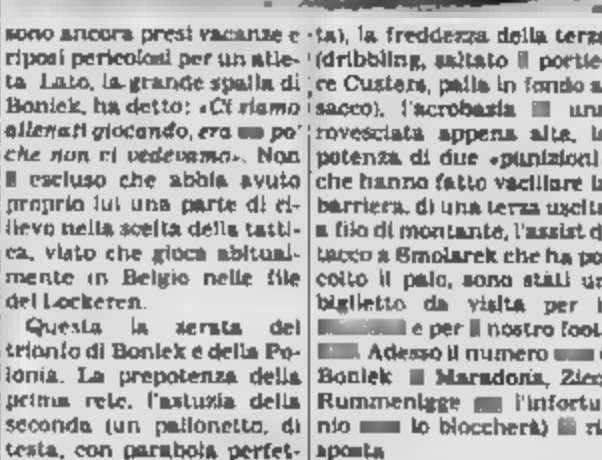 sono ancora presi vacanze e
riposi pericolosi per un atle-
ta. Lato, la grande spalla di
Boniek, ha detto: «Ci siamo
allenati giocando, era po'
che non ci vedevamo». Non
escluso che abbia avuto
proprio lui una parte di ri-
lievo nella scelta della tatti-
ca, visto che gioca abitual-
mente in Belgio nelle file
del Lockeren.
Questa la serata del
trionfo di Boniek e della Po-
lonia. La prepotenza della
prima rete, l'astuzia della
seconda (un pallonetto, di
testa, con parabola perfet-
ta), la freddezza della terza
(dribbling, saltato il portie-
re Custers, palla in fondo a
sacco), l'acrobazia una
rovesciata appena alta, la
potenza di due «punizioni
che hanno fatto vacillare la
barriera, di una terza uscita
a filo di montante, l'assist d
tacco a Smolarek che ha po
colto il palo, sono stati un
biglietto da visita per i
e per il nostro foot
Adesso il numero
Boniek Maradona, Zico
Rummenigge l'infortu
nio lo bloccherà) ri
sposta